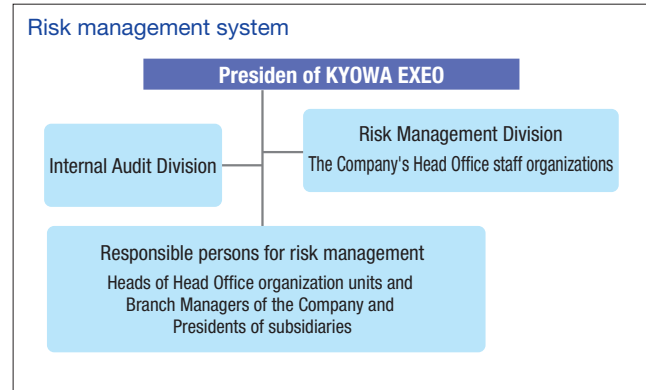 Risk management system
Presiden of KYOWA EXEO
Internal Audit Division
Risk Management Division
The Company's Head Office staff organizations
Responsible persons for risk management
Heads of Head Office organization units and
Branch Managers of the Company and
Presidents of subsidiaries